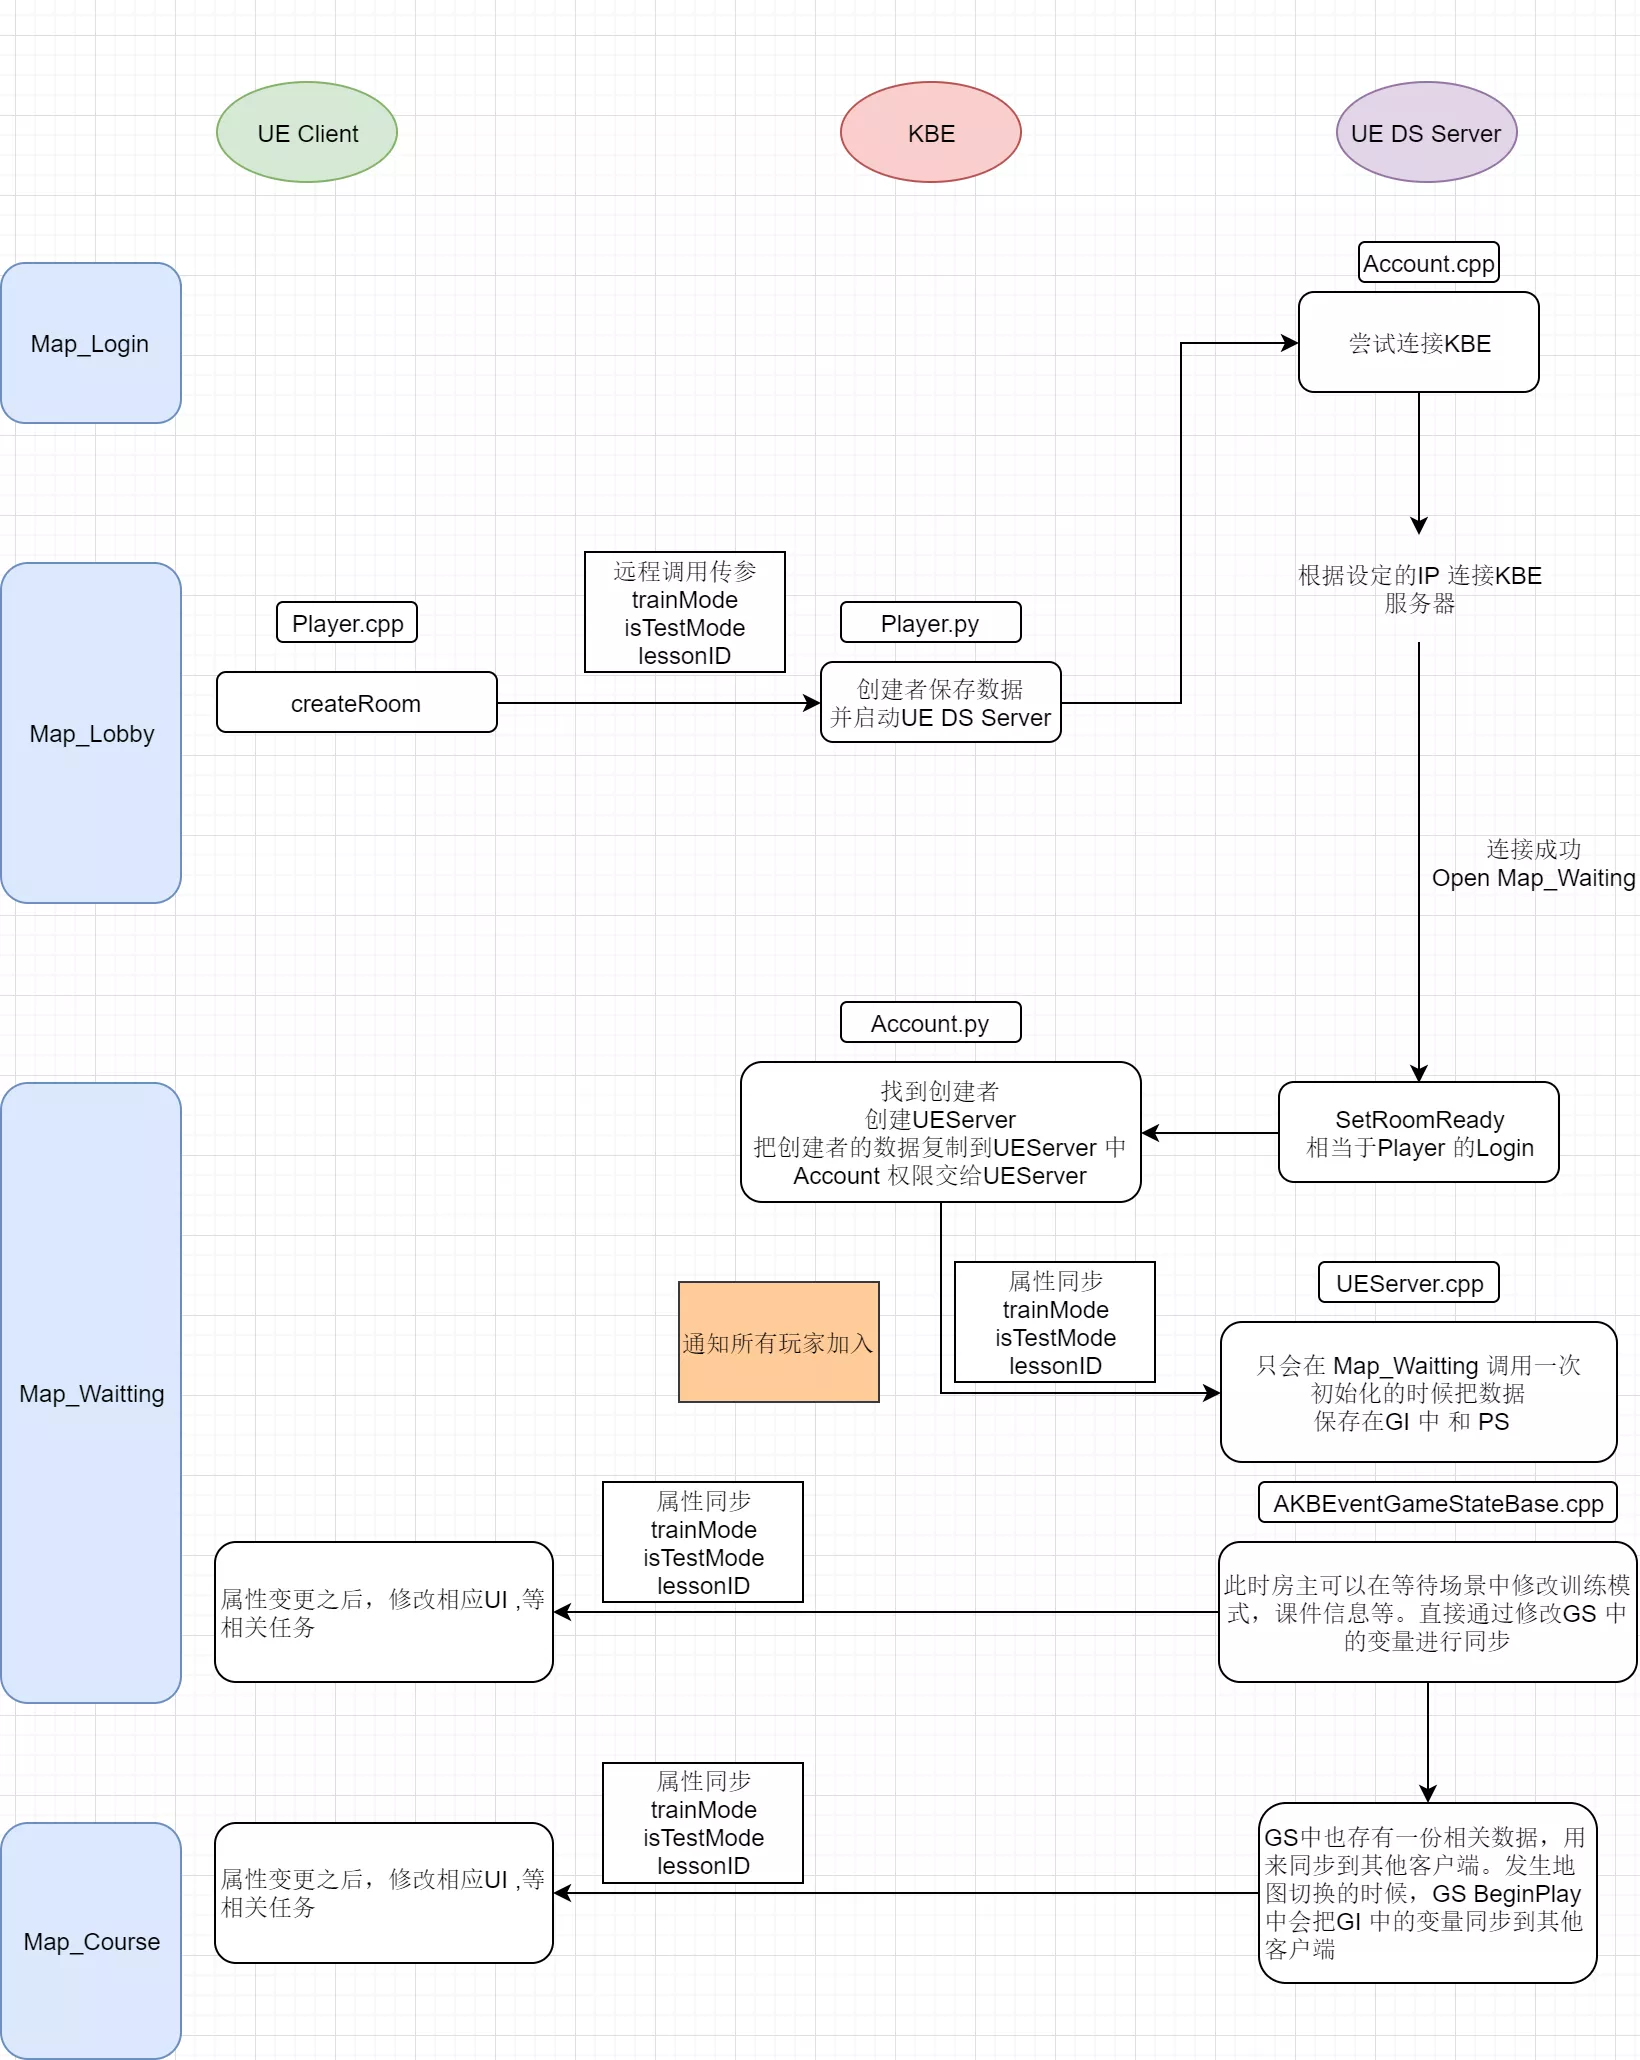 UE Client
KBE
UE DS Server
Account.cpp
Map_Login
尝试连接KBE
根据设定的IP 连接KBE
服务器
远程调用传参
trainMode
isTestMode
lessonID
Player.cpp
Player.py
createRoom
创建者保存数据
并启动UE DS Server
Map_Lobby
连接成功
Open Map_Waiting
Account.py
找到创建者
创建UEServer
把创建者的数据复制到UEServer 中
Account 权限交给UEServer
SetRoomReady
相当于Player 的Login
属性同步
trainMode
isTestMode
lessonID
UEServer.cpp
通知所有玩家加入
Map_Waitting
只会在 Map_Waitting 调用一次
初始化的时候把数据
保存在GI 中 和 PS
属性同步
trainMode
isTestMode
lessonID
AKBEventGameStateBase.cpp
属性变更之后，修改相应UI ,等
相关任务
此时房主可以在等待场景中修改训练模
式，课件信息等。直接通过修改GS 中
的变量进行同步
属性同步
trainMode
isTestMode
lessonID
Map_Course
属性变更之后，修改相应UI ,等
相关任务
GS中也存有一份相关数据，用
来同步到其他客户端。发生地
图切换的时候，GS BeginPlay
中会把GI 中的变量同步到其他
客户端